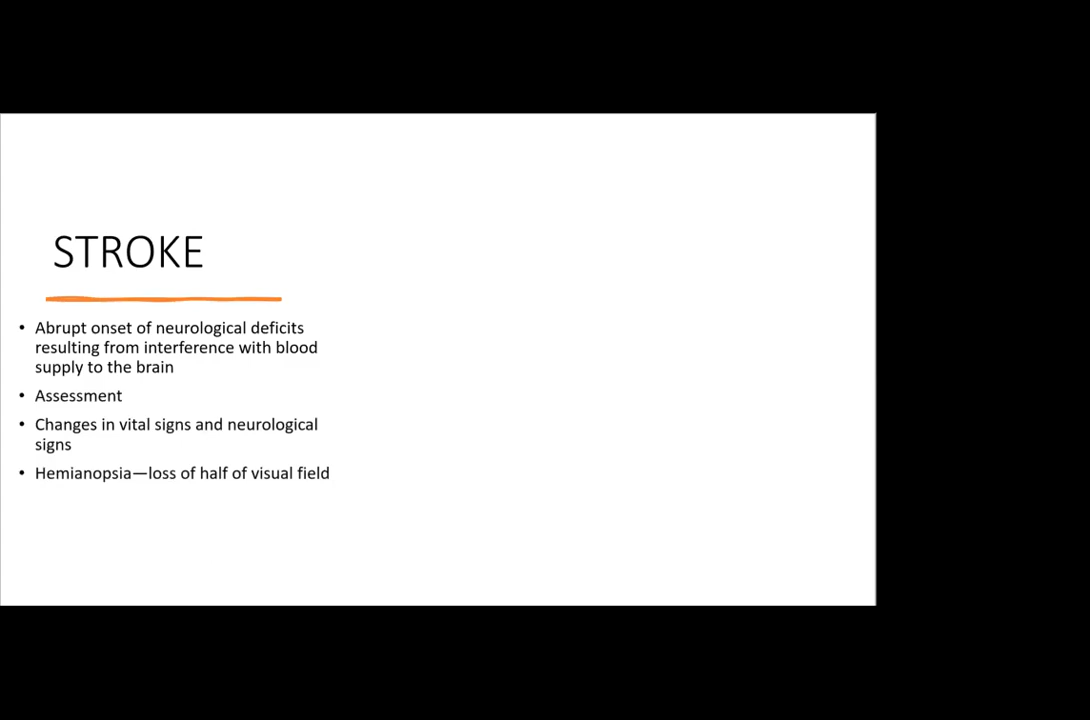 STROKE
• Abrupt onset of neurological deficits
resulting from interference with blood
supply to the brain
• Assessment
• Changes in vital signs and neurological
signs
• Hemianopsia—loss of half of visual field